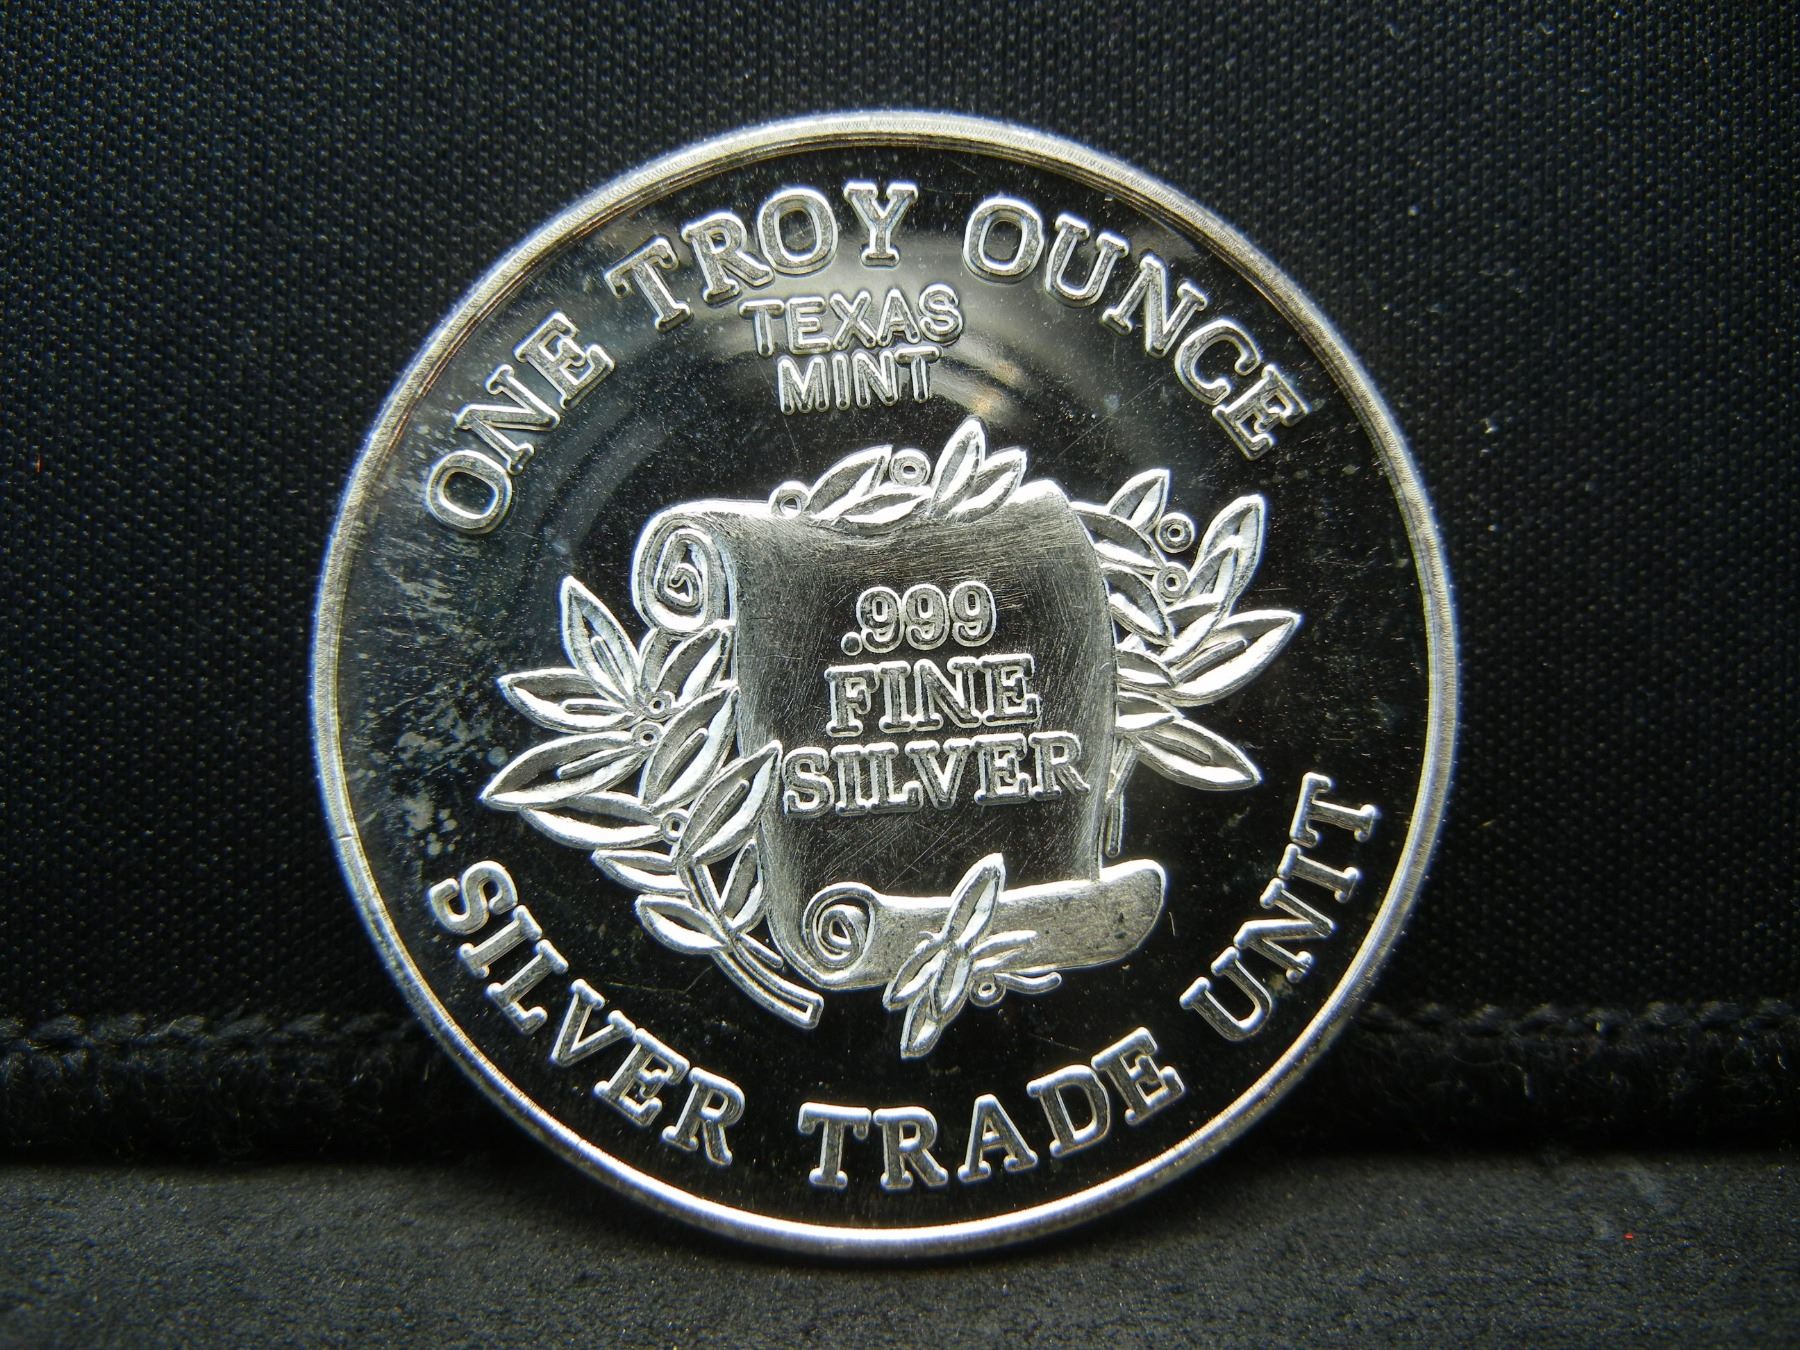 ONE TROY OUNCE
TEXAS
MINT
.999
FINE
SILVER
SILVER TRADE UNIT